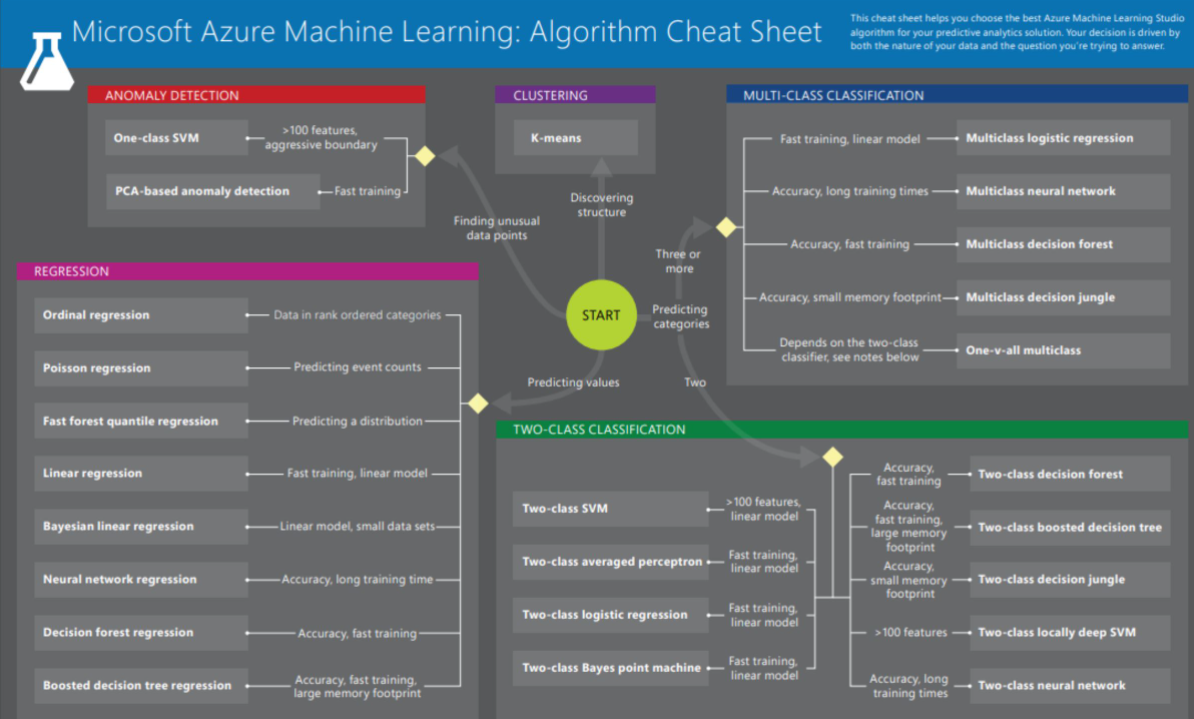 Microsoft Azure Machine Learning: Algorithm Cheat Sheet
This cheat sheet helps you choose the best Azure Machine Learning Studio
algorithm for your predictive analytics solution. Your decision is driven by
both the nature of your data and the question you're trying to answer.
ANOMALY DETECTION
One-class SVM
>100 features,
aggressive boundary
PCA-based anomaly detection
Fast training
CLUSTERING
K-means
Discovering
structure
Finding unusual
data points
START
Predicting
categories
Three or
more
Two
Predicting values
MULTI-CLASS CLASSIFICATION
Fast training, linear model
Multiclass logistic regression
Accuracy, long training times
Multiclass neural network
Accuracy, fast training
Multiclass decision forest
Accuracy, small memory footprint
Multiclass decision jungle
Depends on the two-class
classifier, see notes below
One-v-all multiclass
REGRESSION
Ordinal regression
Data in rank ordered categories
Poisson regression
Predicting event counts
Fast forest quantile regression
Predicting a distribution
Linear regression
Fast training, linear model
Bayesian linear regression
Linear model, small data sets
Neural network regression
Accuracy, long training time
Decision forest regression
Accuracy, fast training
Boosted decision tree regression
Accuracy, fast training,
large memory footprint
TWO-CLASS CLASSIFICATION
Two-class SVM
>100 features,
linear model
Two-class averaged perceptron
Fast training,
linear model
Two-class logistic regression
Fast training,
linear model
Two-class Bayes point machine
Fast training,
linear model
Accuracy,
fast training
Two-class decision forest
Accuracy,
fast training,
large memory
footprint
Two-class boosted decision tree
Accuracy,
small memory
footprint
Two-class decision jungle
>100 features
Two-class locally deep SVM
Accuracy, long
training times
Two-class neural network